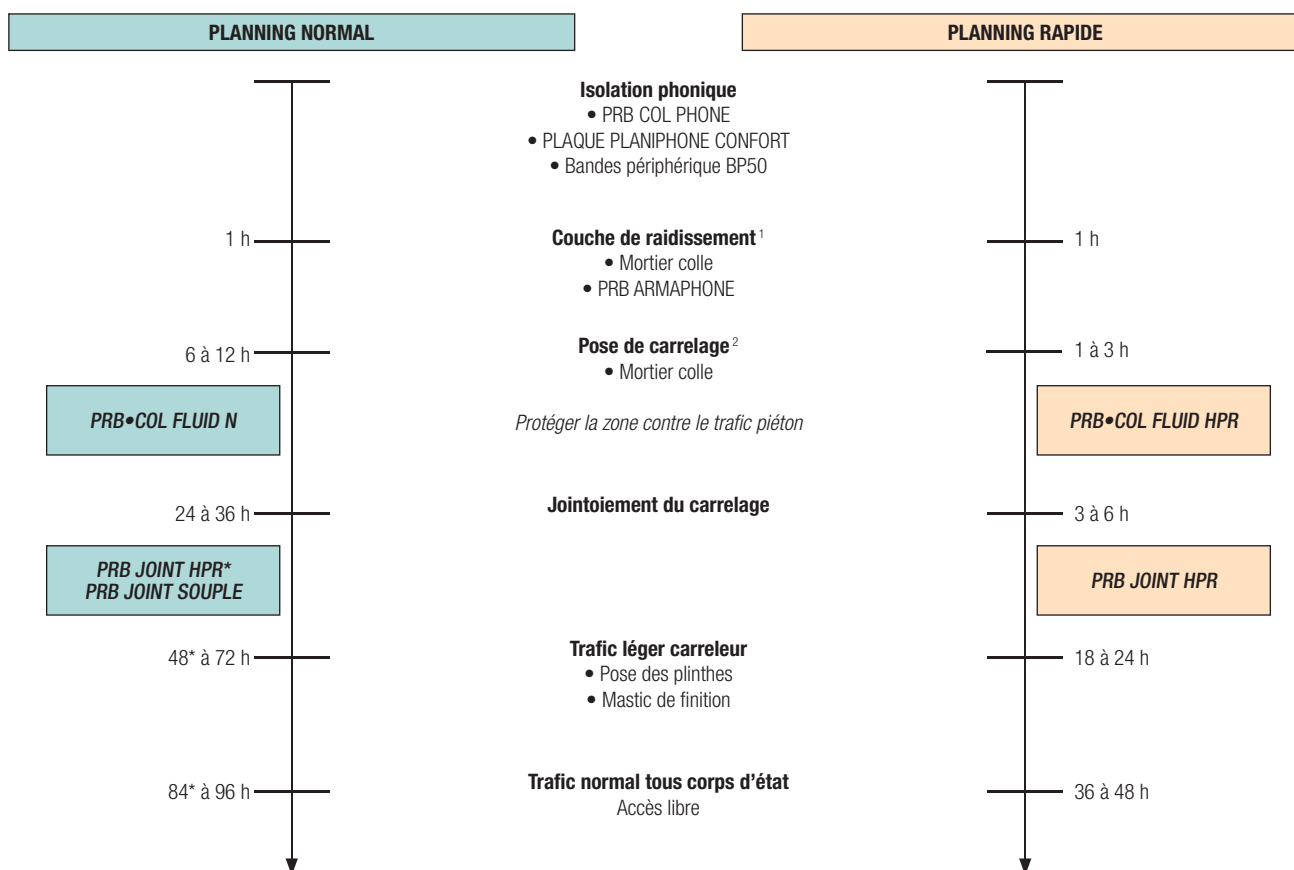 PLANNING NORMAL
PLANNING RAPIDE
Isolation phonique
• PRB COL PHONE
• PLAQUE PLANIPHONE CONFORT
• Bandes périphérique BP50
1 h
Couche de raidissement 1
1 h
• Mortier colle
• PRB ARMAPHONE
6 à 12 h
Pose de carrelage 2
1 à 3 h
• Mortier colle
PRB•COL FLUID N
Protéger la zone contre le trafic piéton
PRB•COL FLUID HPR
24 à 36 h
Jointoiement du carrelage
3 à 6 h
PRB JOINT HPR*
PRB JOINT SOUPLE
PRB JOINT HPR
48* à 72 h
Trafic léger carreleur
18 à 24 h
• Pose des plinthes
• Mastic de finition
84* à 96 h
Trafic normal tous corps d'état
36 à 48 h
Accès libre